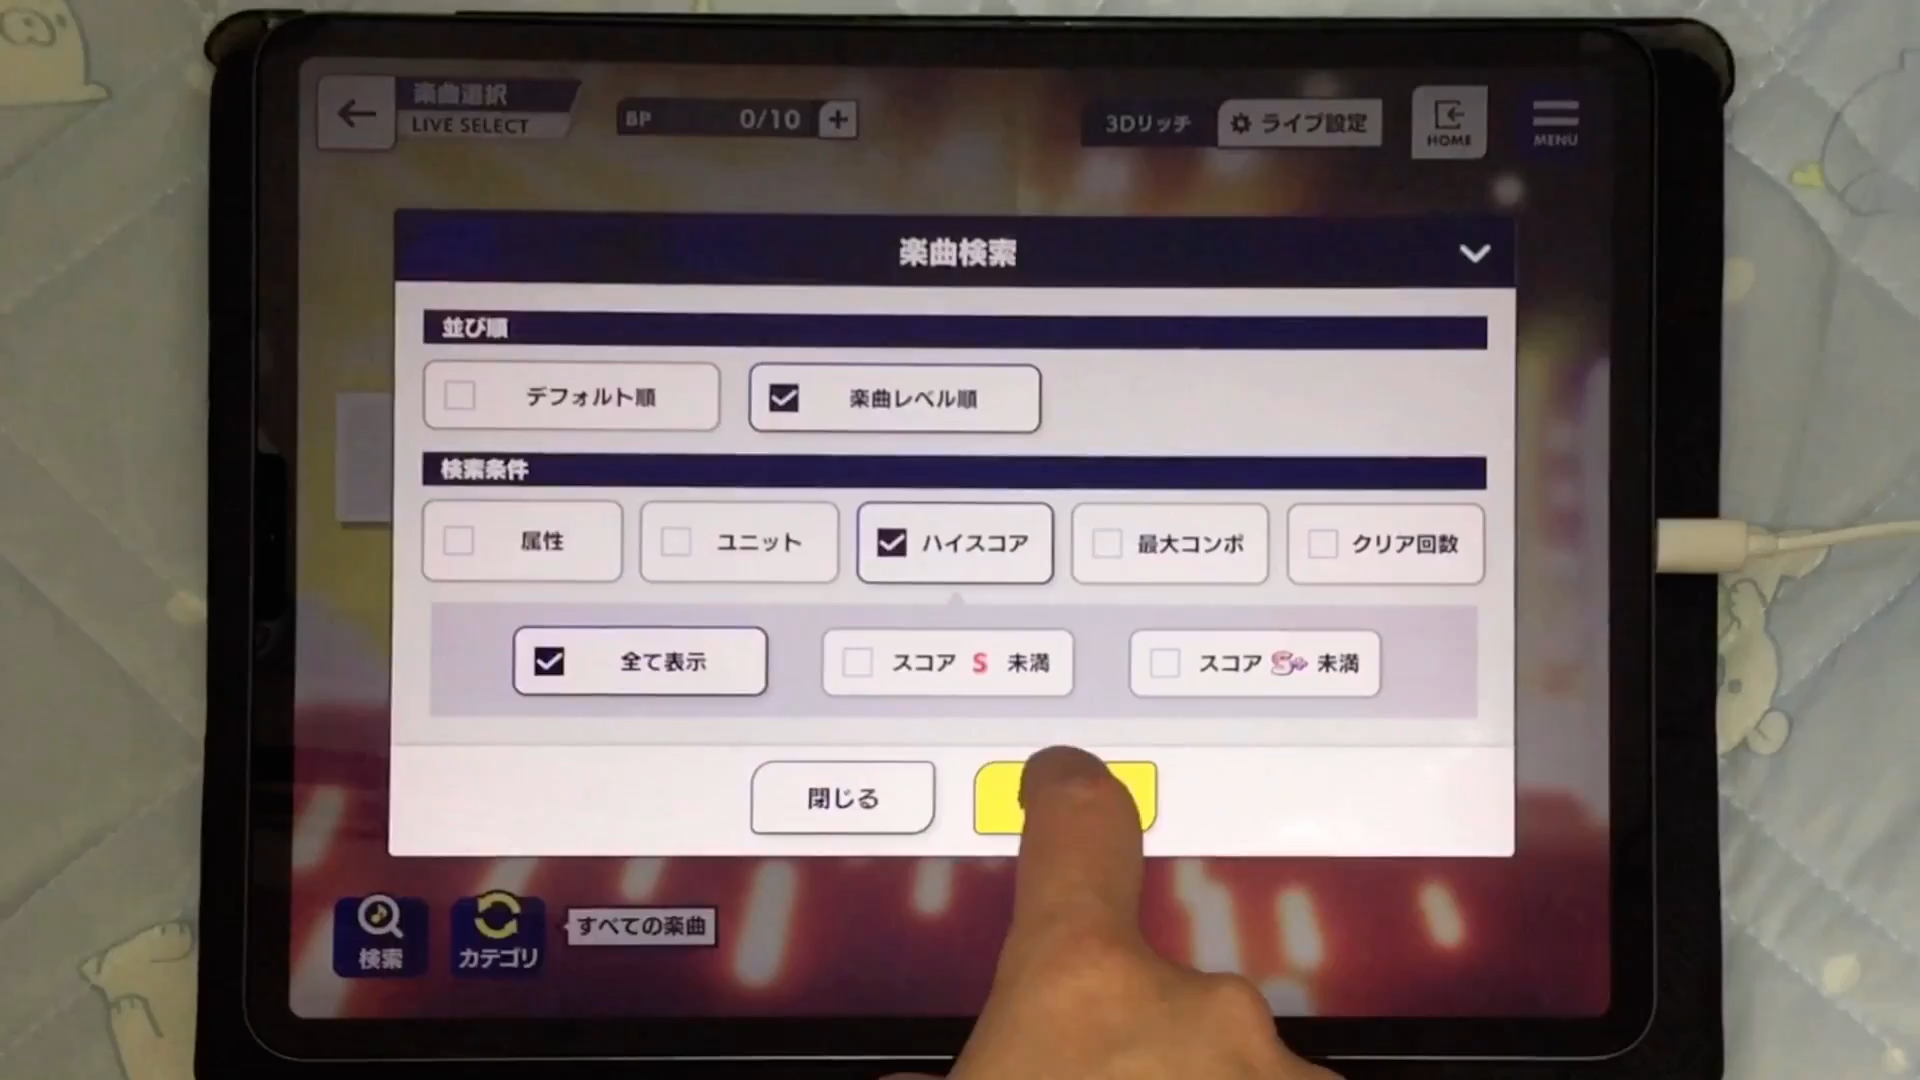 楽曲選択
LIVE SELECT
BP 0/10 +
3Dリッチ
ライブ設定
HOME
MENU
楽曲検索
並び順
デフォルト順
楽曲レベル順
検索条件
属性
ユニット
ハイスコア
最大コンボ
クリア回数
全て表示
スコア S 未満
スコア S+ 未満
閉じる
検索
カテゴリ
すべての楽曲